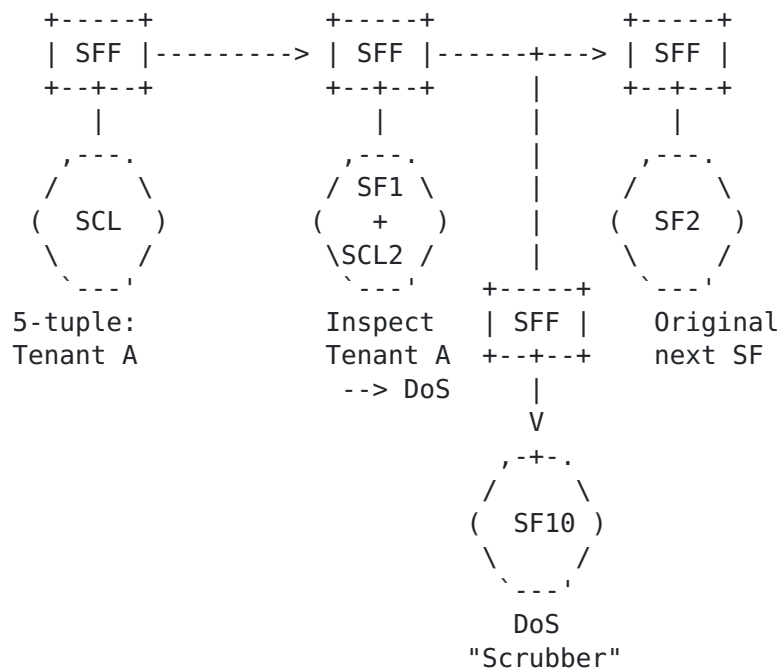 SFF SFF SFF
SCL SF1 + SCL2 SF2
5-tuple: Tenant A
Inspect Tenant A --> DoS
SFF
Original next SF
SF10
DoS "Scrubber"